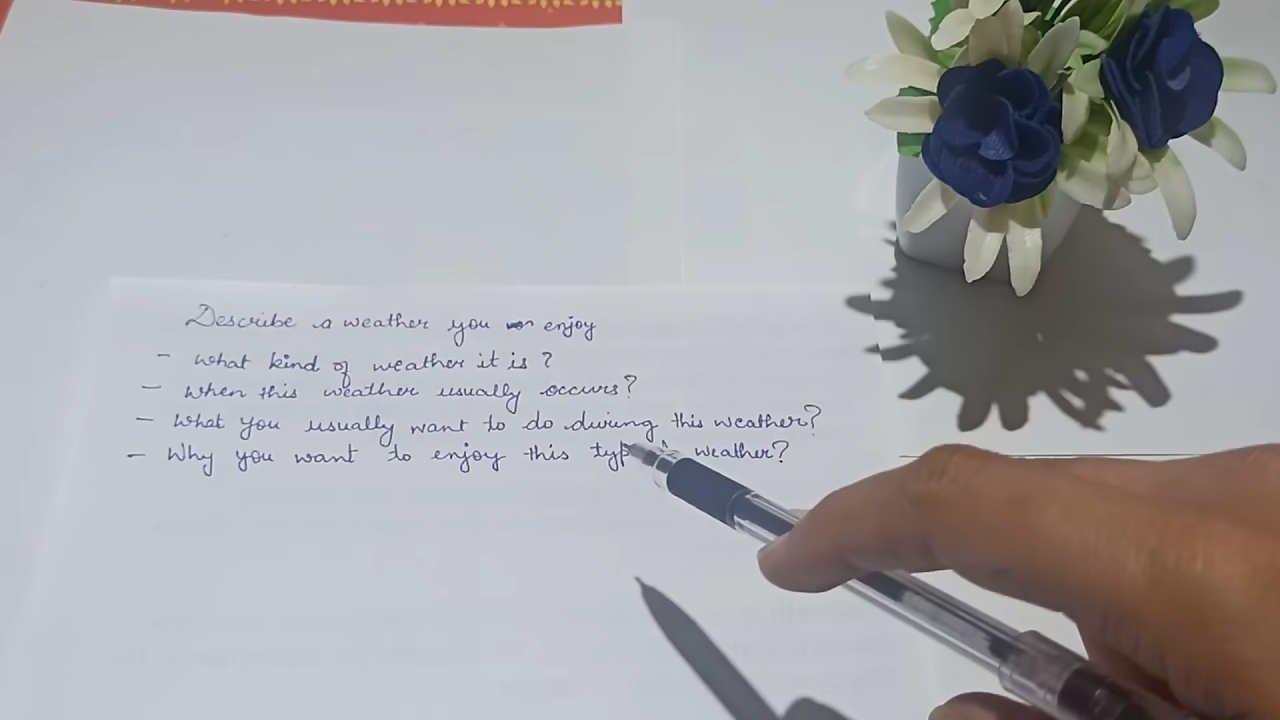 Describe a weather you enjoy
- What kind of weather it is ?
- When this weather usually occurs?
- What you usually want to do during this weather?
- Why you want to enjoy this weather?